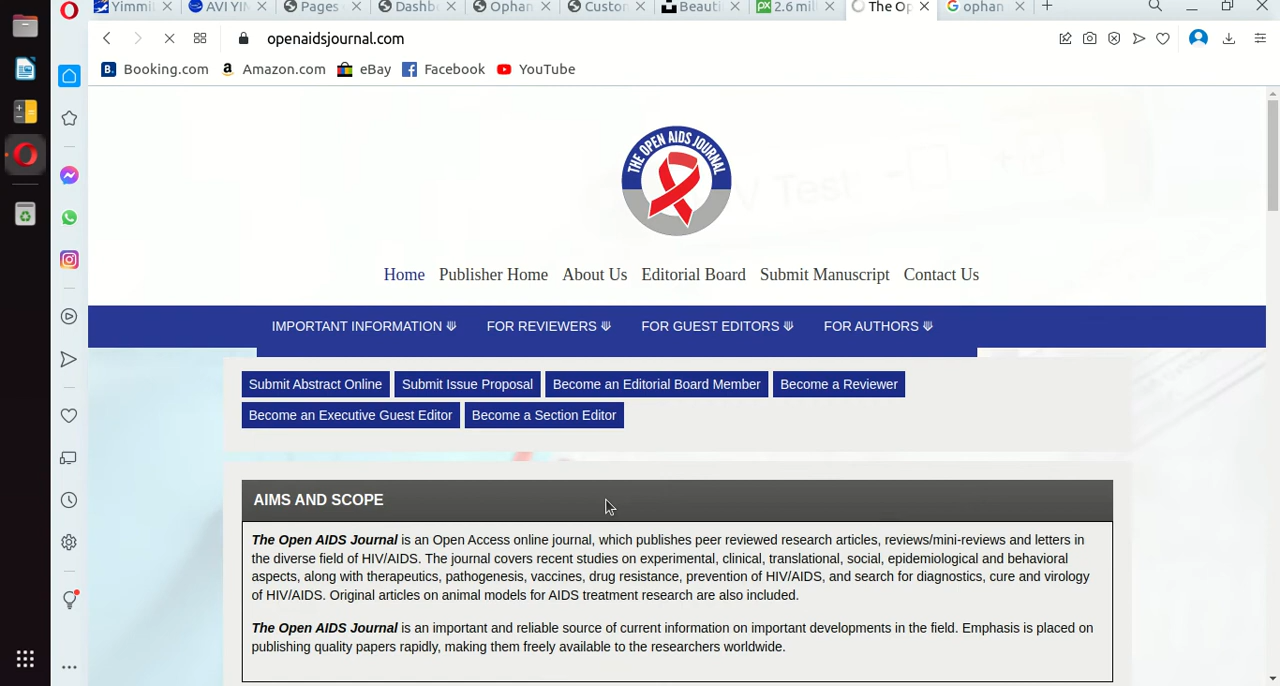 Yimmi
AVI YIN
Pages
Dashb
Ophan
Custon
Beauti
2.6 mil
The Op
ophan
openaidsjournal.com
Booking.com
Amazon.com
eBay
Facebook
YouTube
THE OPEN AIDS JOURNAL
Home Publisher Home About Us Editorial Board Submit Manuscript Contact Us
IMPORTANT INFORMATION FOR REVIEWERS FOR GUEST EDITORS FOR AUTHORS
Submit Abstract Online Submit Issue Proposal Become an Editorial Board Member Become a Reviewer
Become an Executive Guest Editor Become a Section Editor
AIMS AND SCOPE
The Open AIDS Journal is an Open Access online journal, which publishes peer reviewed research articles, reviews/mini-reviews and letters in
the diverse field of HIV/AIDS. The journal covers recent studies on experimental, clinical, translational, social, epidemiological and behavioral
aspects, along with therapeutics, pathogenesis, vaccines, drug resistance, prevention of HIV/AIDS, and search for diagnostics, cure and virology
of HIV/AIDS. Original articles on animal models for AIDS treatment research are also included.
The Open AIDS Journal is an important and reliable source of current information on important developments in the field. Emphasis is placed on
publishing quality papers rapidly, making them freely available to the researchers worldwide.